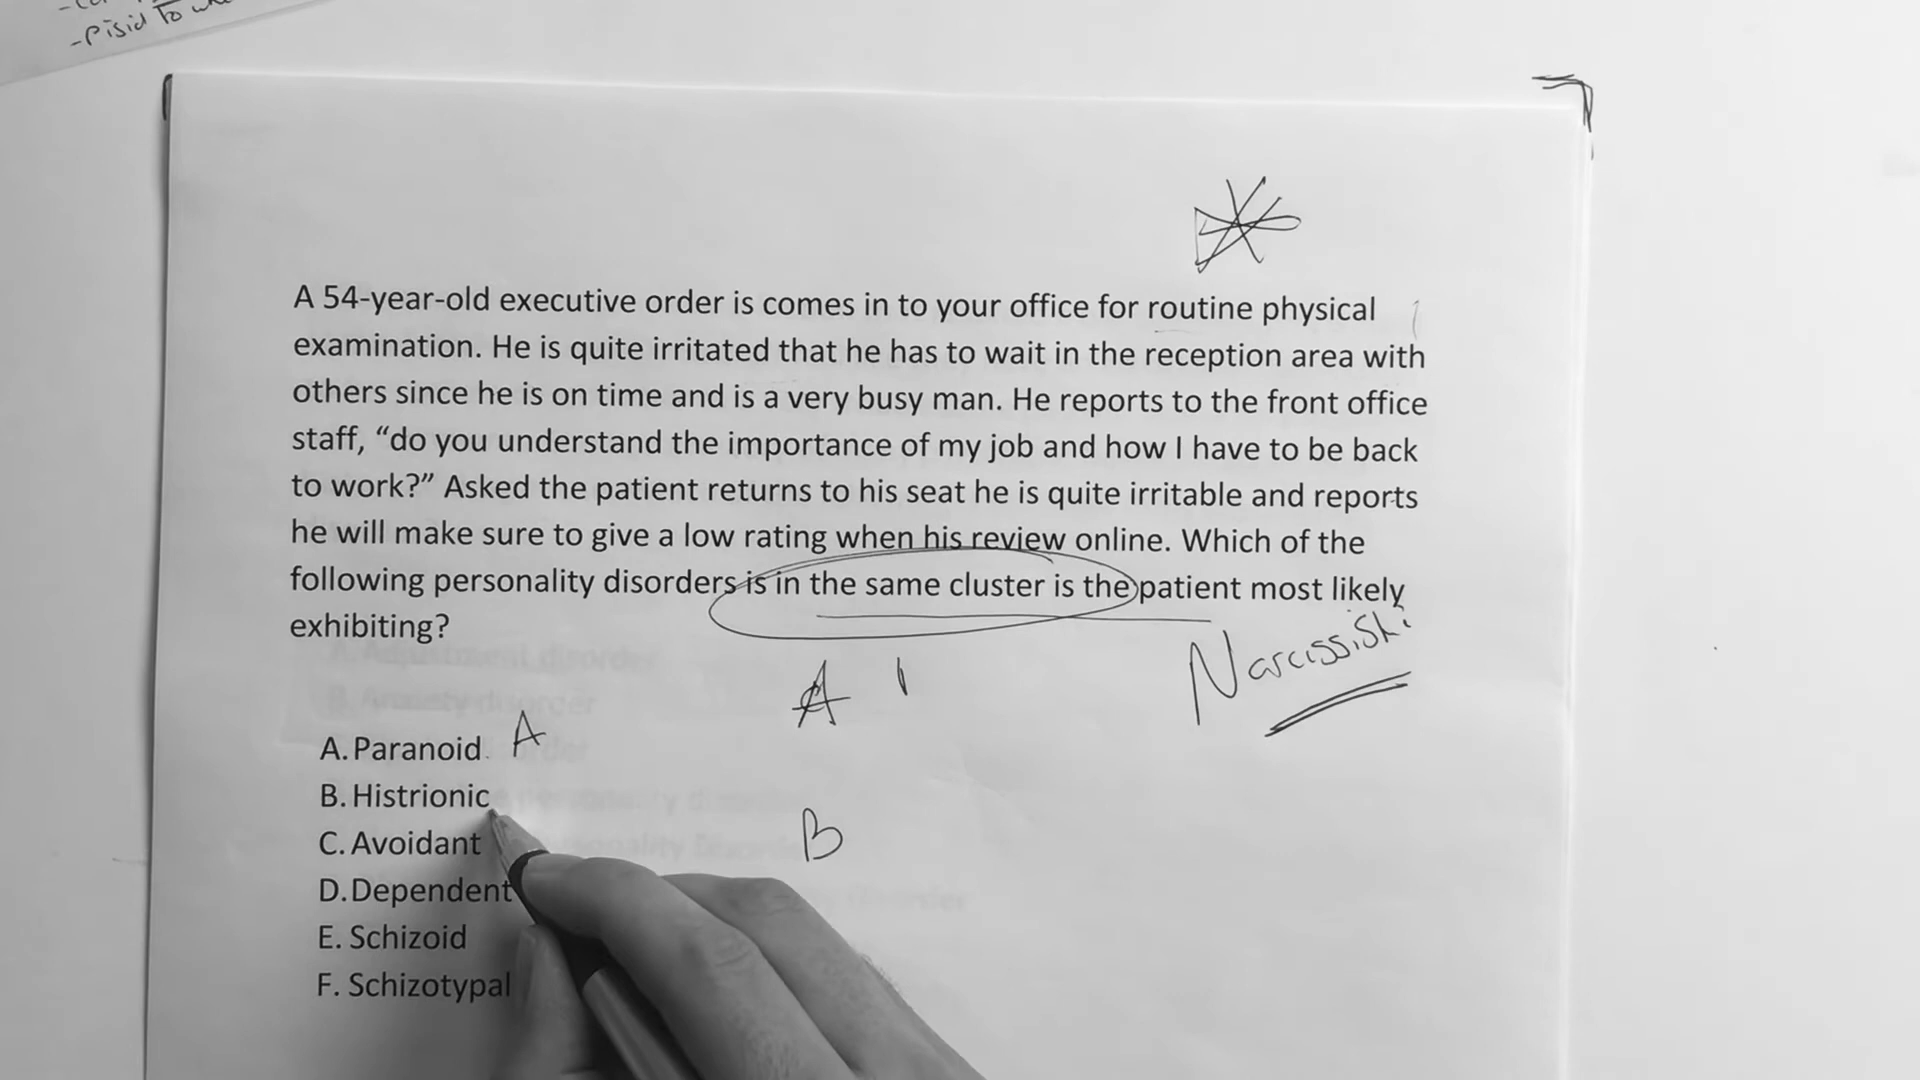 -Pisid To
A 54-year-old executive order is comes in to your office for routine physical
examination. He is quite irritated that he has to wait in the reception area with
others since he is on time and is a very busy man. He reports to the front office
staff, “do you understand the importance of my job and how I have to be back
to work?” Asked the patient returns to his seat he is quite irritable and reports
he will make sure to give a low rating when his review online. Which of the
following personality disorders is in the same cluster is the patient most likely
exhibiting?
Narcissisti
A
A. Paranoid A
B. Histrionic
B
C. Avoidant
D. Dependent
E. Schizoid
F. Schizotypal